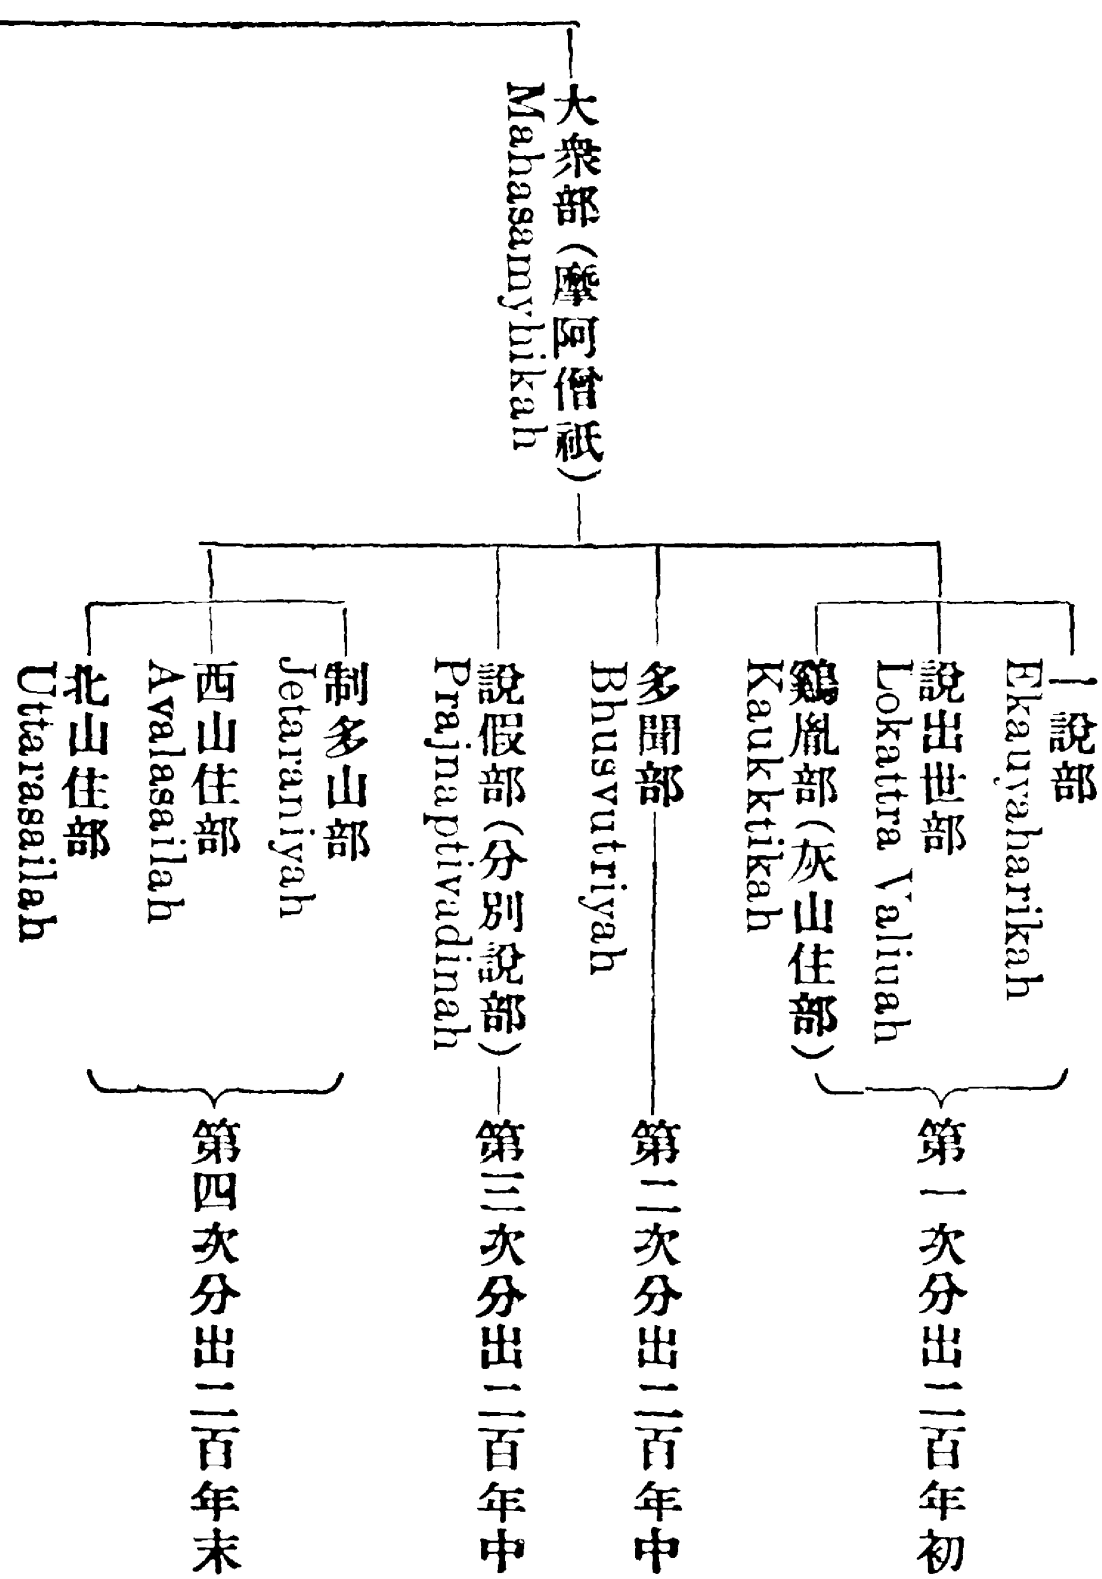 大衆部(摩阿僧祇)
Mahasamyhikah
一說部
Ekauyaharikah
說出世部
Lokattra Valiuah
鷄胤部(灰山住部)
Kaukktikah
第一次分出二百年初
多聞部
Bhusvutriyah
第二次分出二百年中
說假部(分別說部)
Prajnaptivadinah
第三次分出二百年中
制多山部
Jetaraniyah
西山住部
Avalasailah
北山住部
Uttarasailah
第四次分出二百年末